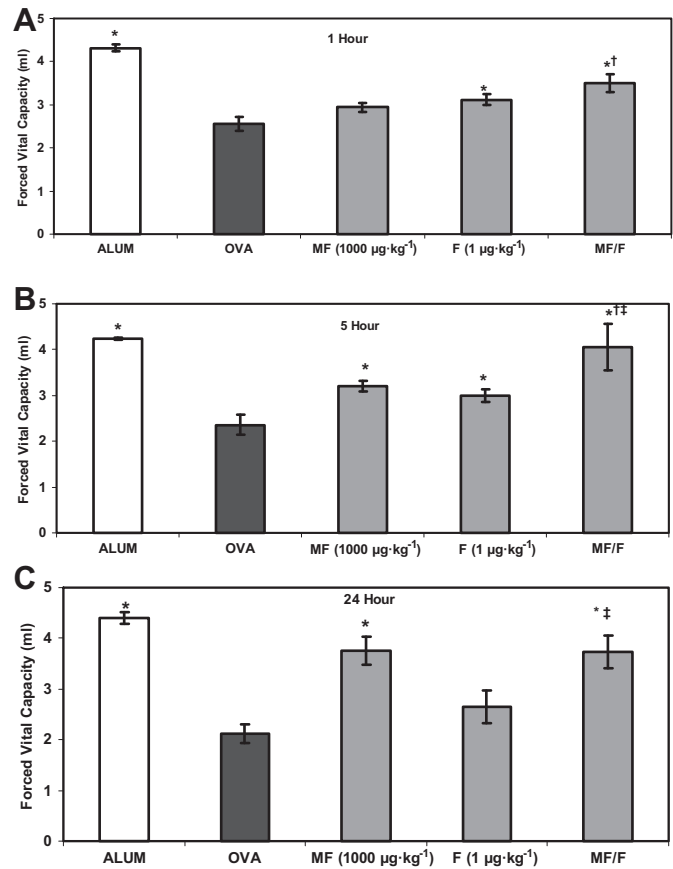 A
1 Hour
Forced Vital Capacity (ml)
5
4
3
2
1
0
*
*
*†
ALUM OVA MF (1000 µg·kg-1) F (1 µg·kg-1) MF/F
B
5 Hour
Forced Vital Capacity (ml)
5
4
3
2
1
0
*
*
*
*†‡
ALUM OVA MF (1000 µg·kg-1) F (1 µg·kg-1) MF/F
C
24 Hour
Forced Vital Capacity (ml)
5
4
3
2
1
0
*
*
* ‡
ALUM OVA MF (1000 µg·kg-1) F (1 µg·kg-1) MF/F